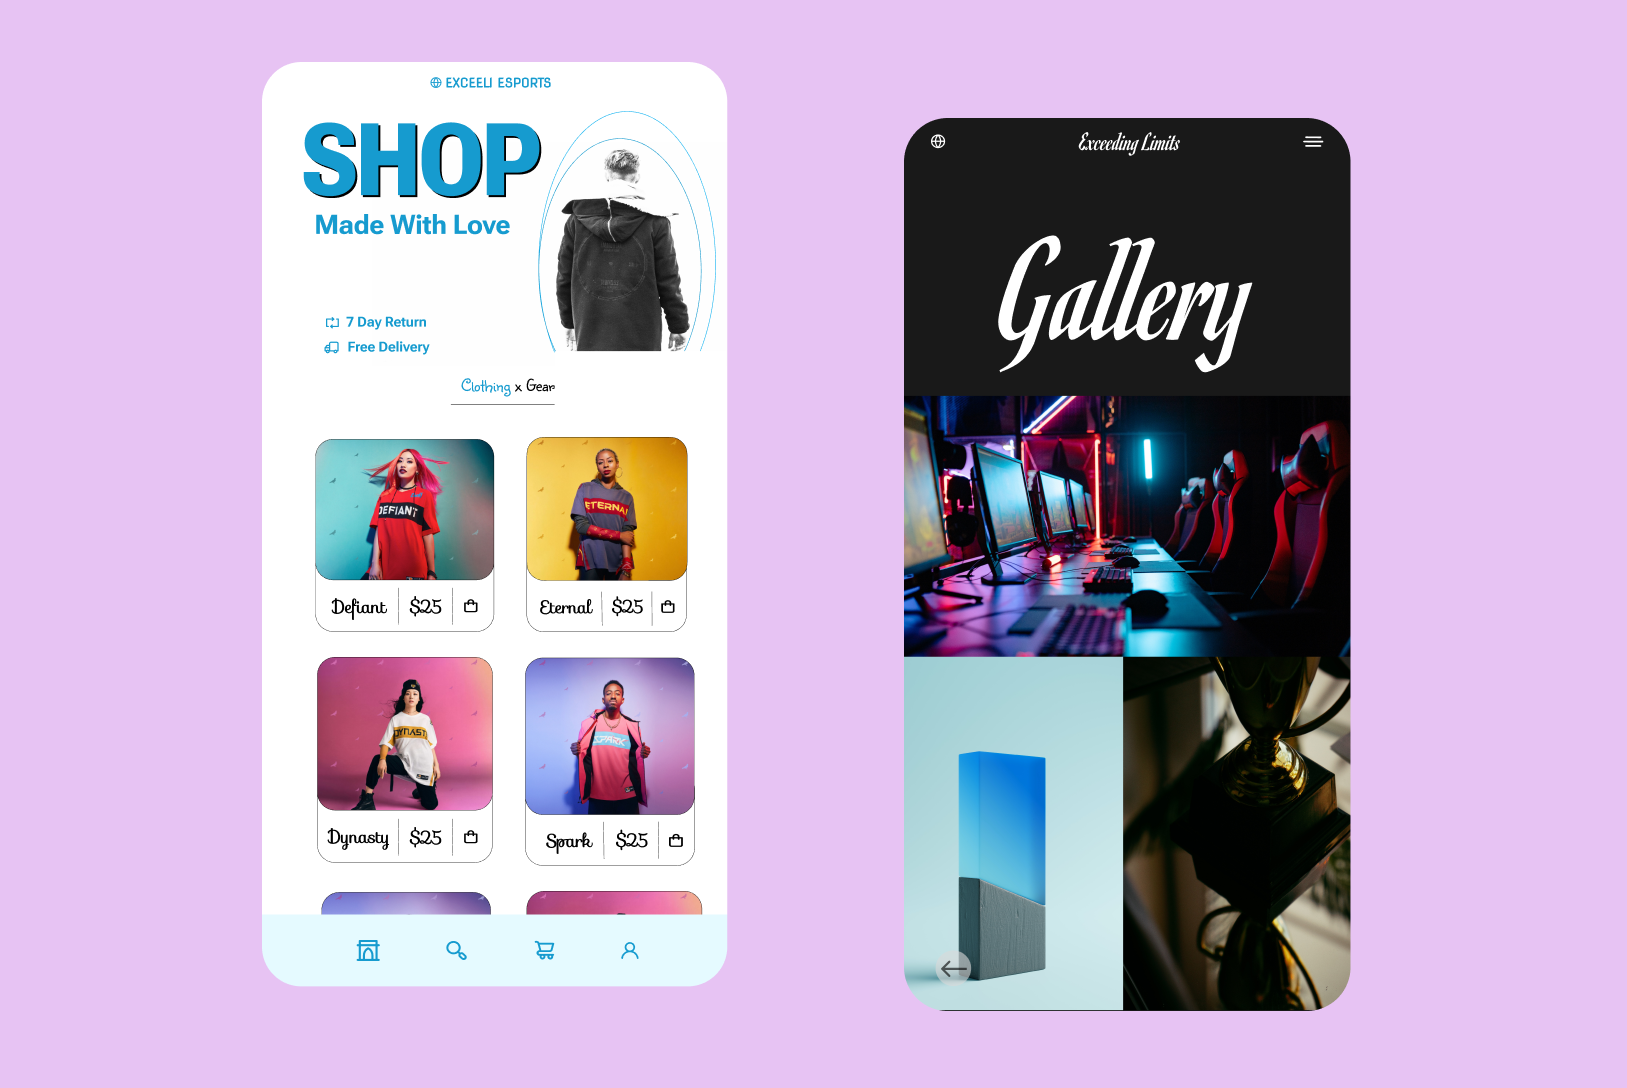 EXCEELI ESPORTS
SHOP
Made With Love
7 Day Return
Free Delivery
Clothing x Gear
DEFIANT
ETERNAL
Defiant $25
Eternal $25
DYNASTY
SPARK
Dynasty $25
Spark $25
Exceeding Limits
Gallery